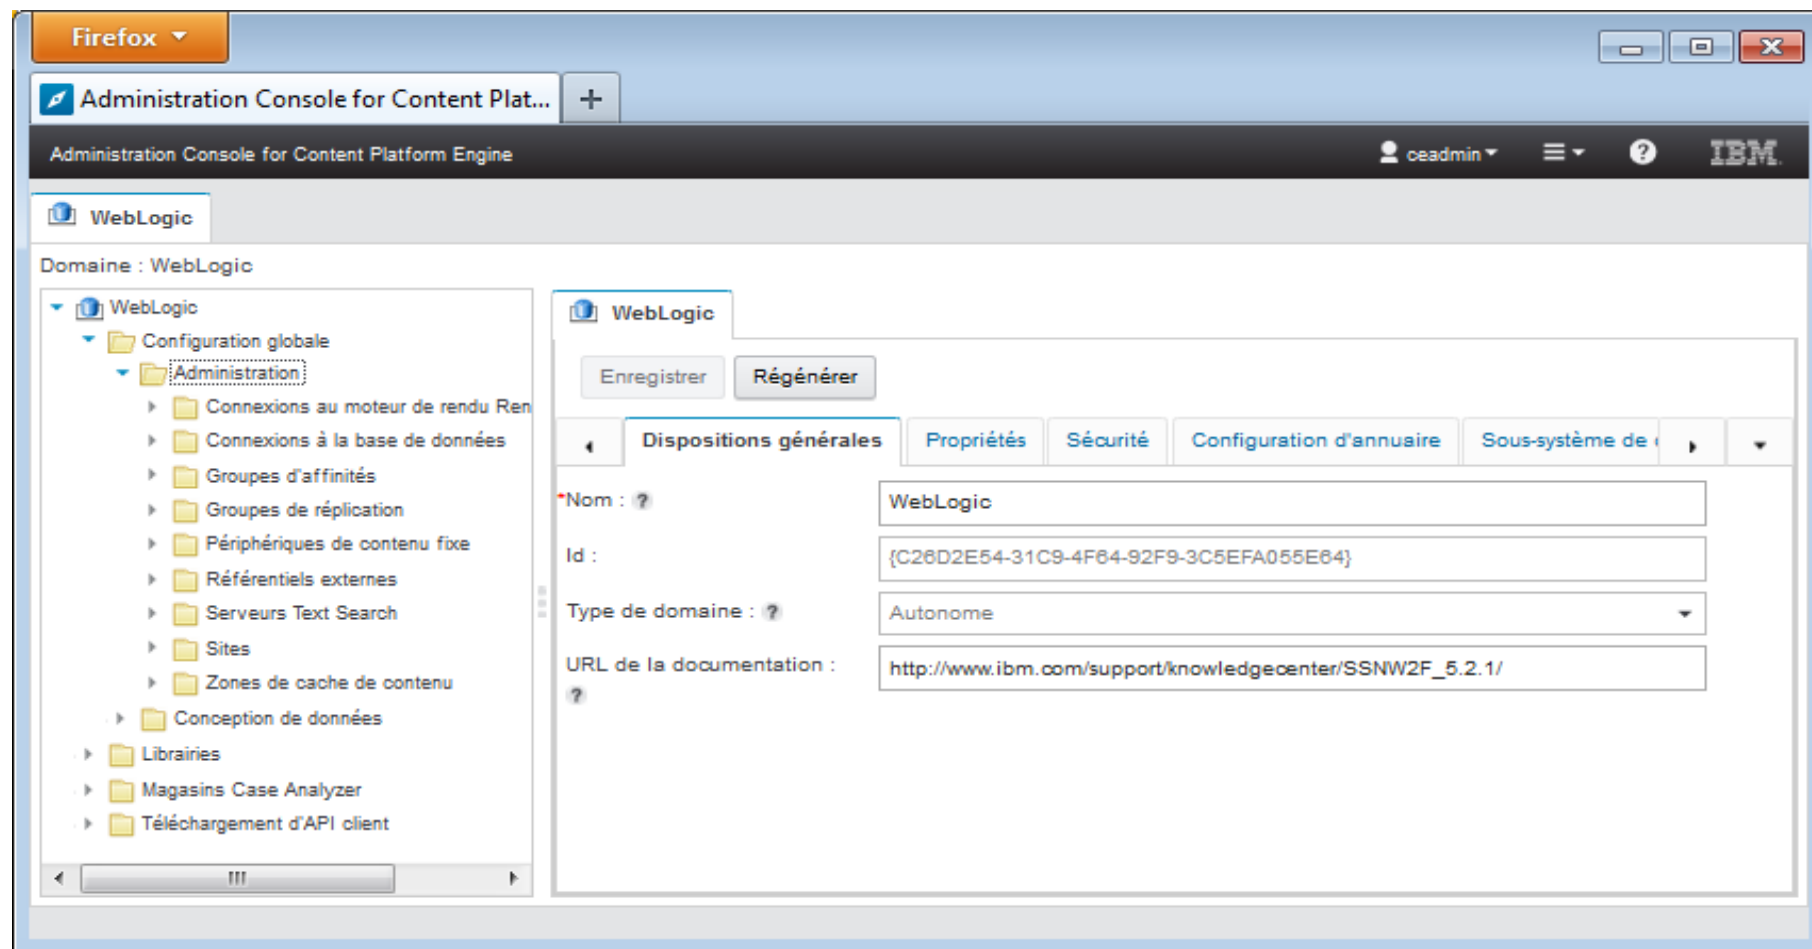 Firefox
Administration Console for Content Plat...
Administration Console for Content Platform Engine
ceadmin
IBM.
WebLogic
Domaine : WebLogic
WebLogic
Configuration globale
Administration
Connexions au moteur de rendu Ren
Connexions à la base de données
Groupes d'affinités
Groupes de réplication
Périphériques de contenu fixe
Référentiels externes
Serveurs Text Search
Sites
Zones de cache de contenu
Conception de données
Librairies
Magasins Case Analyzer
Téléchargement d'API client
WebLogic
Enregistrer Régénérer
Dispositions générales Propriétés Sécurité Configuration d'annuaire Sous-système de
*Nom : ? WebLogic
Id : {C26D2E54-31C9-4F64-92F9-3C5EFA055E64}
Type de domaine : ? Autonome
URL de la documentation : ? http://www.ibm.com/support/knowledgecenter/SSNW2F_5.2.1/